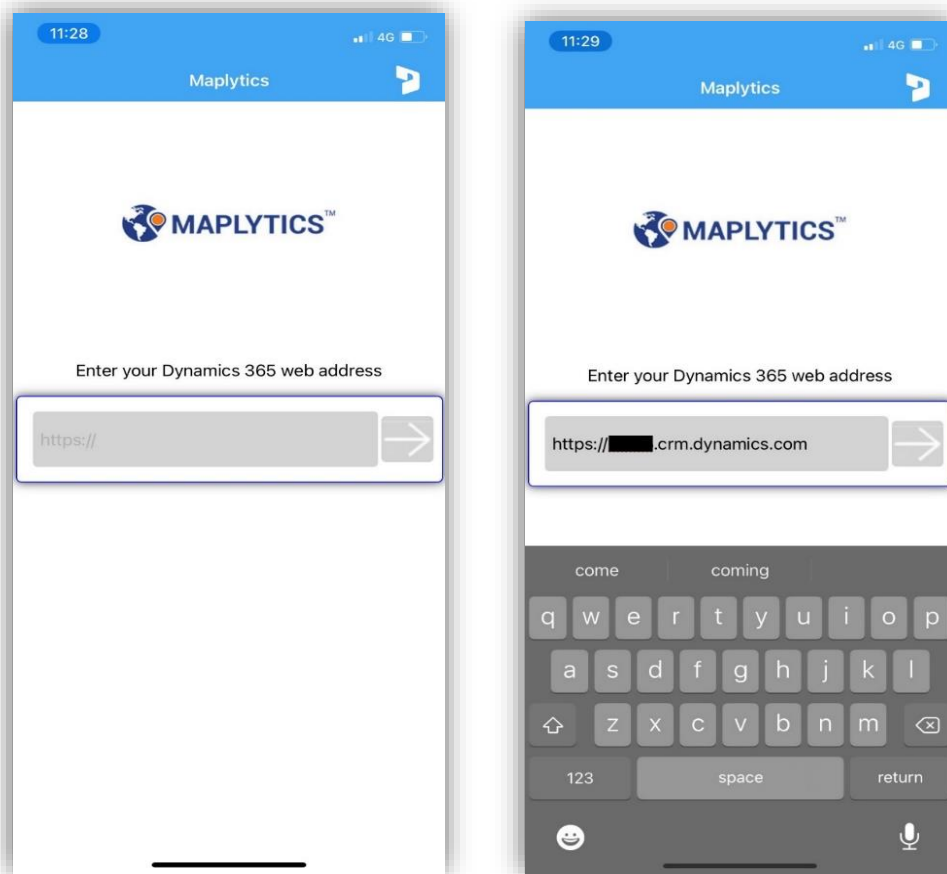 11:28
4G
Maplytics
MAPLYTICS™
Enter your Dynamics 365 web address
https://
11:29
4G
Maplytics
MAPLYTICS™
Enter your Dynamics 365 web address
https:// .crm.dynamics.com
come coming
q w e r t y u i o p
a s d f g h j k l
z x c v b n m
123 space return